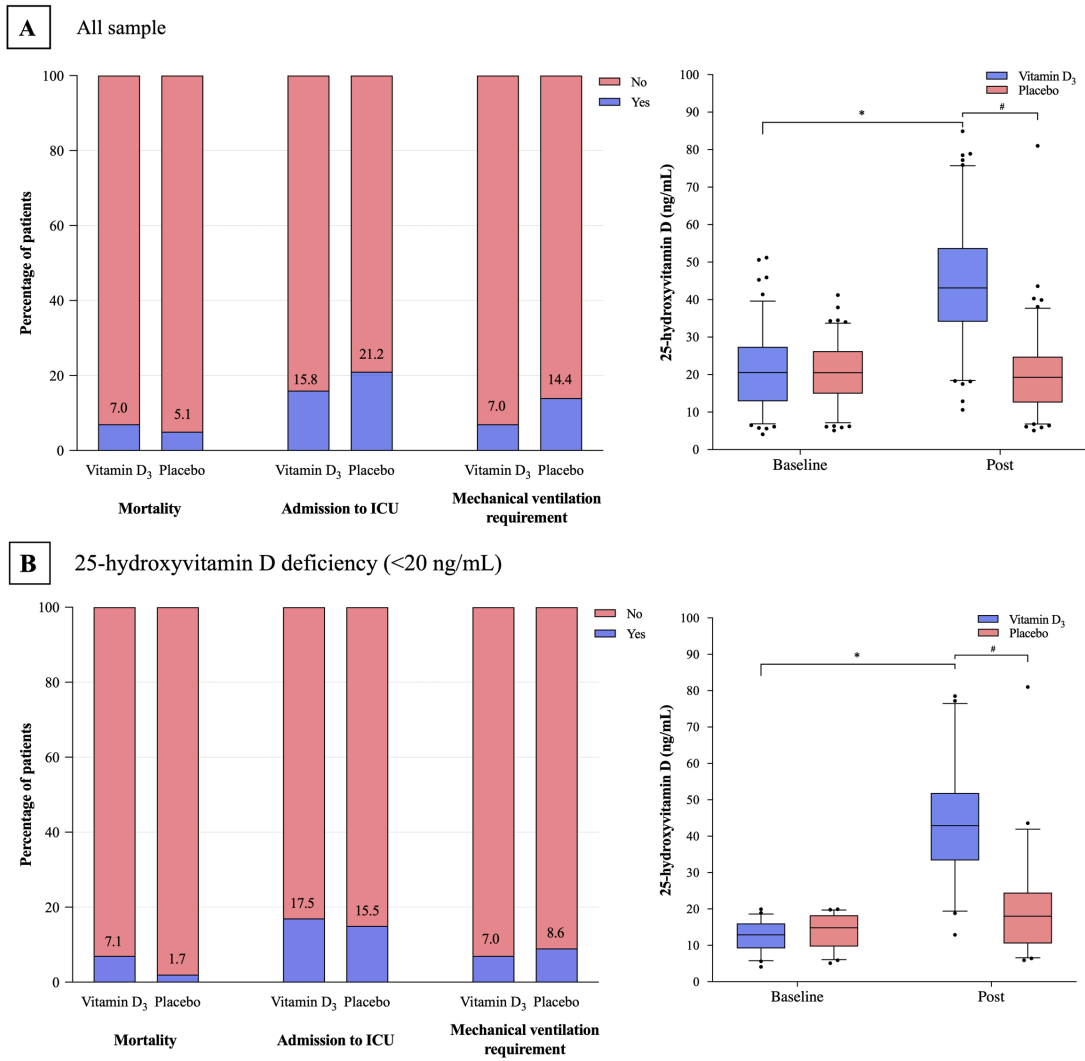 A All sample
Percentage of patients
100
80
60
40
20
0
No
Yes
7.0
5.1
15.8
21.2
7.0
14.4
Vitamin D3 Placebo Vitamin D3 Placebo Vitamin D3 Placebo
Mortality
Admission to ICU
Mechanical ventilation
requirement
25-hydroxyvitamin D (ng/mL)
100
90
80
70
60
50
40
30
20
10
0
Vitamin D3
Placebo
*
#
Baseline
Post
B 25-hydroxyvitamin D deficiency (<20 ng/mL)
Percentage of patients
100
80
60
40
20
0
No
Yes
7.1
1.7
17.5
15.5
7.0
8.6
Vitamin D3 Placebo Vitamin D3 Placebo Vitamin D3 Placebo
Mortality
Admission to ICU
Mechanical ventilation
requirement
25-hydroxyvitamin D (ng/mL)
100
90
80
70
60
50
40
30
20
10
0
Vitamin D3
Placebo
*
#
Baseline
Post